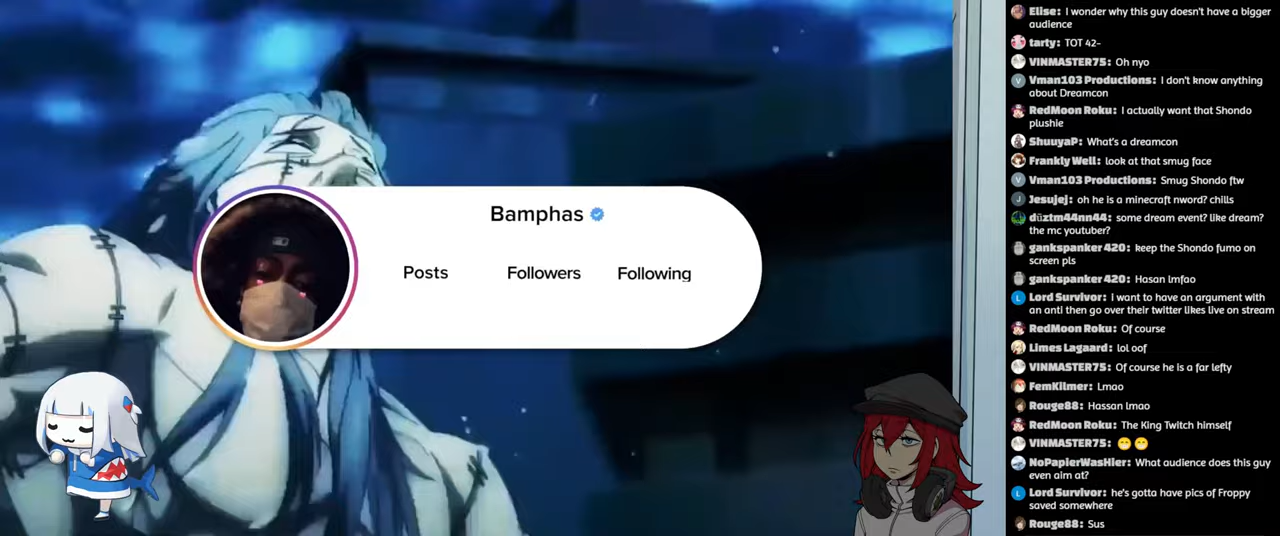 Bamphas
Posts
Followers
Following
Elise: I wonder why this guy doesn't have a bigger
audience
tarty: TOT 42-
VINMASTER75: Oh nyo
Vman103 Productions: I don't know anything
about Dreamcon
RedMoon Roku: I actually want that Shondo
plushie
ShuuyaP: What's a dreamcon
Frankly Well: look at that smug face
Vman103 Productions: Smug Shondo ftw
Jesujej: oh he is a minecraft nword? chills
düztm44nn44: some dream event? like dream?
the mc youtuber?
gankspanker 420: keep the Shondo fumo on
screen pls
gankspanker 420: Hasan lmfao
Lord Survivor: i want to have an argument with
an anti then go over their twitter likes live on stream
RedMoon Roku: Of course
Limes Lagaard: lol oof
VINMASTER75: Of course he is a far lefty
FemKilmer: Lmao
Rouge88: Hassan lmao
RedMoon Roku: The King Twitch himself
VINMASTER75: 😁😁
NoPapierWasHier: What audience does this guy
even aim at?
Lord Survivor: he's gotta have pics of Froppy
saved somewhere
Rouge88: Sus